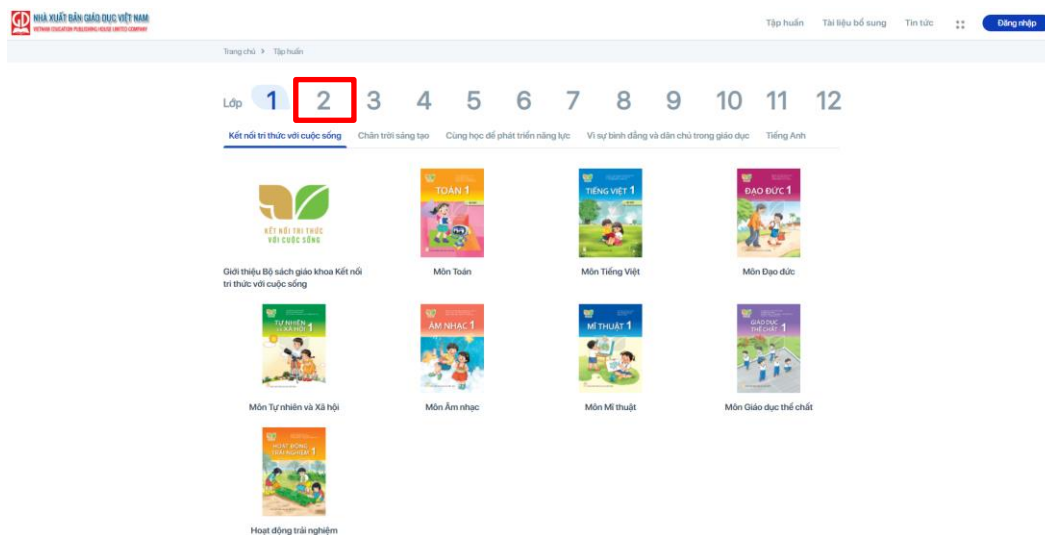 NHÀ XUẤT BẢN GIÁO DỤC VIỆT NAM
VIETNAM EDUCATION PUBLISHING HOUSE LIMITED COMPANY
Tập huấn Tài liệu bổ sung Tin tức Đăng nhập
Trang chủ Tập huấn
Lớp 1 2 3 4 5 6 7 8 9 10 11 12
Kết nối tri thức với cuộc sống Chân trời sáng tạo Cùng học để phát triển năng lực Vì sự bình đẳng và dân chủ trong giáo dục Tiếng Anh
KẾT NỐI TRI THỨC
VỚI CUỘC SỐNG
TOÁN 1
TIẾNG VIỆT 1
ĐẠO ĐỨC 1
Giới thiệu Bộ sách giáo khoa Kết nối
tri thức với cuộc sống
Môn Toán
Môn Tiếng Việt
Môn Đạo đức
TỰ NHIÊN
VÀ XÃ HỘI 1
ÂM NHẠC 1
MĨ THUẬT 1
GIÁO DỤC
THỂ CHẤT 1
Môn Tự nhiên và Xã hội
Môn Âm nhạc
Môn Mĩ thuật
Môn Giáo dục thể chất
HOẠT ĐỘNG
TRẢI NGHIỆM 1
Hoạt động trải nghiệm